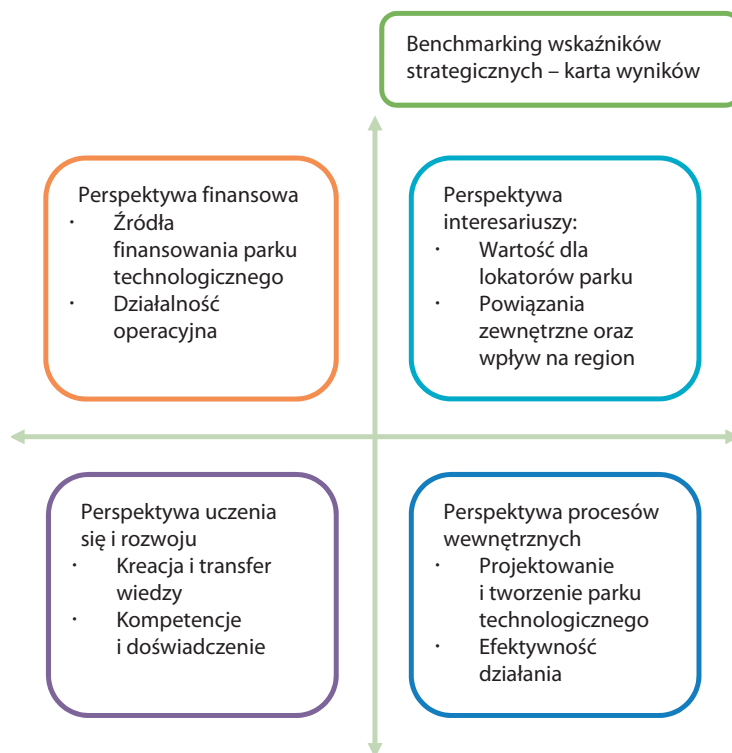 Benchmarking wskaźników
strategicznych – karta wyników
Perspektywa finansowa
· Źródła
finansowania parku
technologicznego
· Działalność
operacyjna
Perspektywa
interesariuszy:
· Wartość dla
lokatorów parku
· Powiązania
zewnętrzne oraz
wpływ na region
Perspektywa uczenia
się i rozwoju
· Kreacja i transfer
wiedzy
· Kompetencje
i doświadczenie
Perspektywa procesów
wewnętrznych
· Projektowanie
i tworzenie parku
technologicznego
· Efektywność
działania